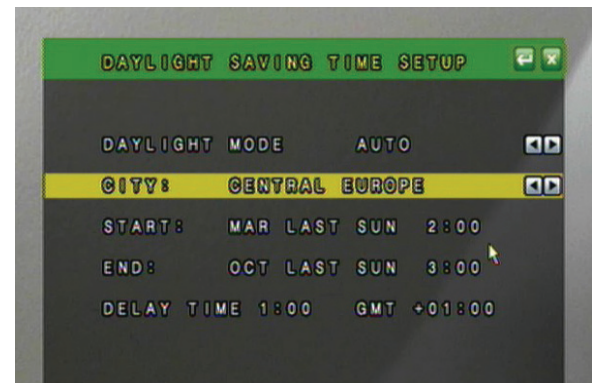 DAYLIGHT SAVING TIME SETUP
DAYLIGHT MODE AUTO
CITY: CENTRAL EUROPE
START: MAR LAST SUN 2:00
END: OCT LAST SUN 3:00
DELAY TIME 1:00 GMT +01:00